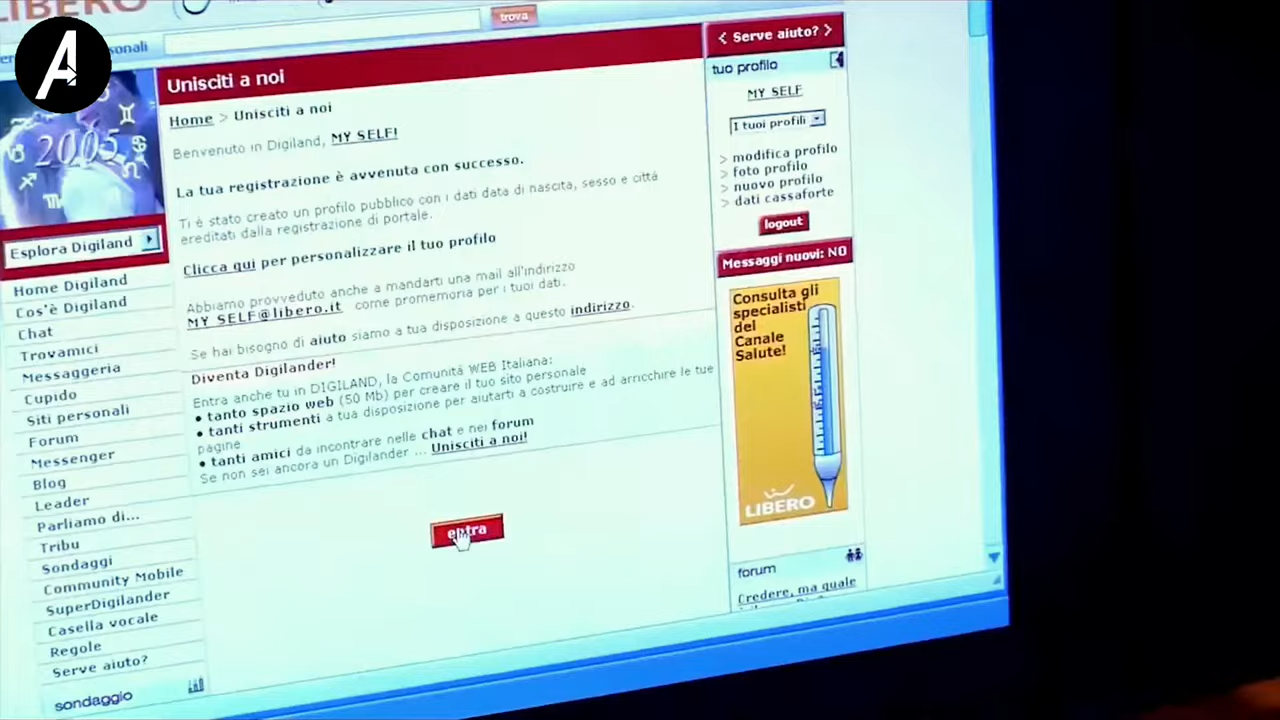 LIBERO
trova
sonali
2005
Esplora Digiland
Home Digiland
Cos'è Digiland
Chat
Trovamici
Messaggeria
Cupido
Siti personali
Forum
Messenger
Blog
Leader
Parliamo di...
Tribu
Sondaggi
Community Mobile
SuperDigilander
Casella vocale
Regole
Serve aiuto?
sondaggio
Unisciti a noi
Home > Unisciti a noi
Benvenuto in Digiland, MY SELF!
La tua registrazione è avvenuta con successo.
Ti è stato creato un profilo pubblico con i dati data di nascita, sesso e città
ereditati dalla registrazione di portale.
Clicca qui per personalizzare il tuo profilo
Abbiamo provveduto anche a mandarti una mail all'indirizzo
MY SELF@libero.it come promemoria per i tuoi dati.
Se hai bisogno di aiuto siamo a tua disposizione a questo indirizzo.
Diventa Digilander!
Entra anche tu in DIGILAND, la Comunità WEB Italiana:
• tanto spazio web (50 Mb) per creare il tuo sito personale
• tanti strumenti a tua disposizione per aiutarti a costruire e ad arricchire le tue
pagine
• tanti amici da incontrare nelle chat e nei forum
Se non sei ancora un Digilander ... Unisciti a noi!
entra
< Serve aiuto? >
tuo profilo
MY SELF
I tuoi profili
> modifica profilo
> foto profilo
> nuovo profilo
> dati cassaforte
logout
Messaggi nuovi: NO
Consulta gli
specialisti
del
Canale
Salute!
LIBERO
forum
Credere, ma quale